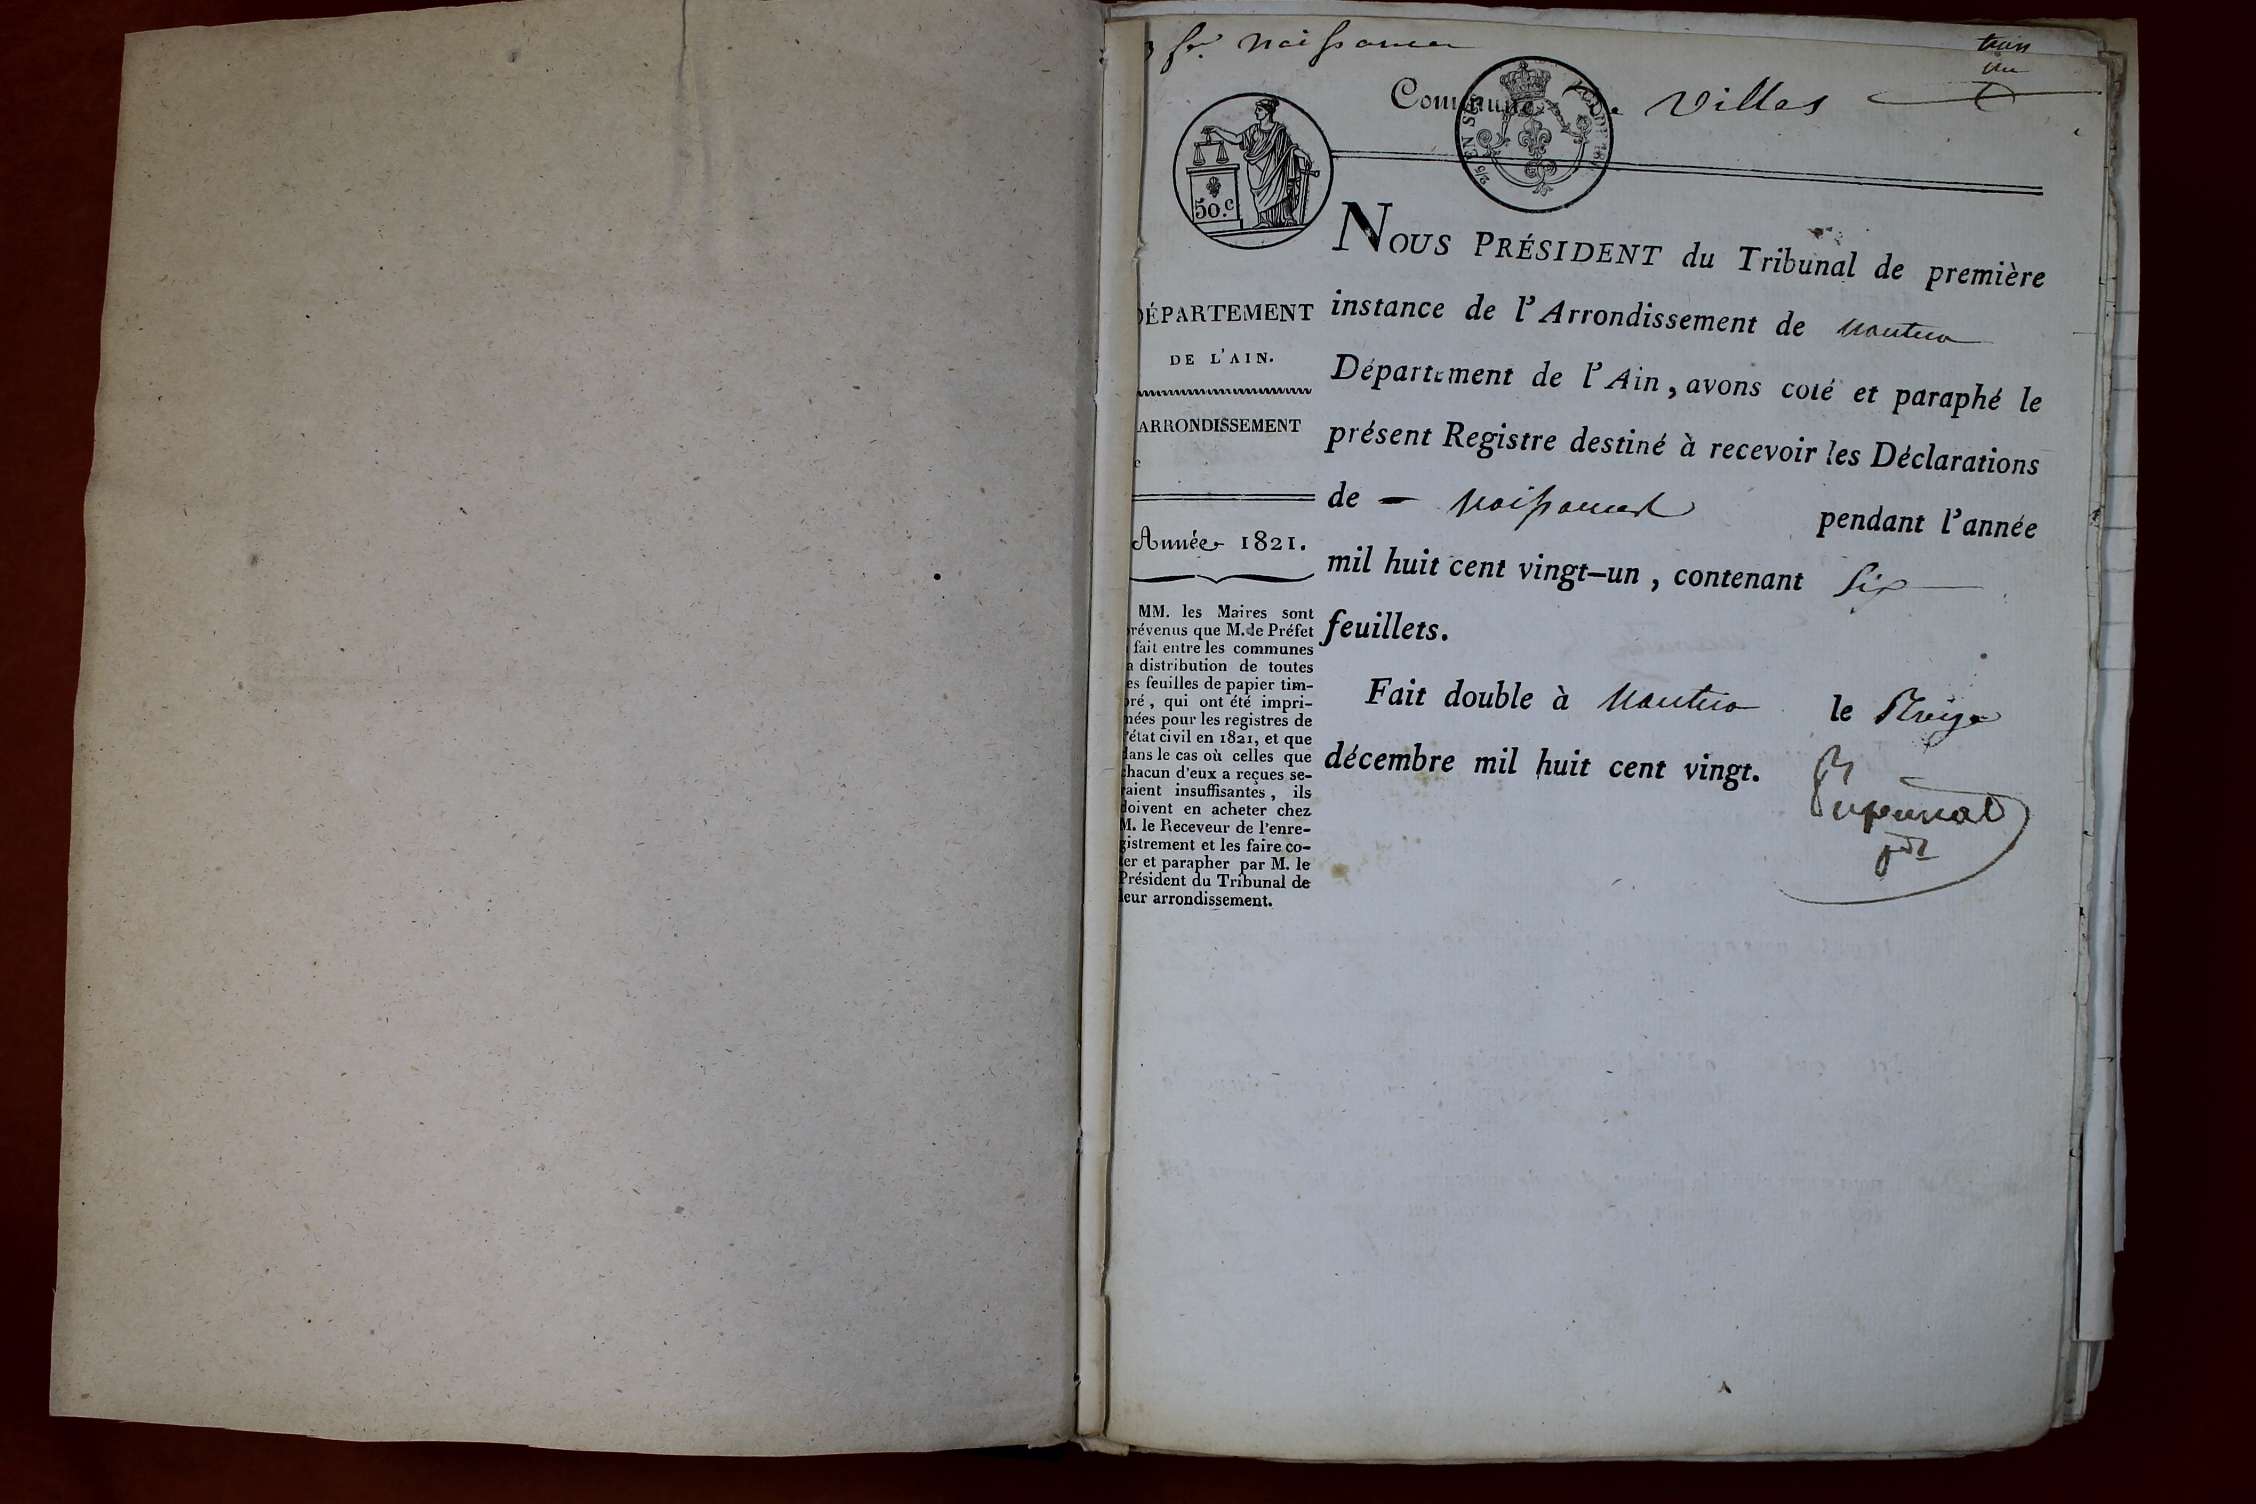 fr. Naissances
Commune de Villes
50.c
NOUS PRÉSIDENT du Tribunal de première
instance de l'Arrondissement de Nantua
Département de l'Ain, avons coté et paraphé le
présent Registre destiné à recevoir les Déclarations
de — Naissances pendant l'année
mil huit cent vingt-un, contenant Six
feuillets.
Fait double à Nantua le Treize
décembre mil huit cent vingt.
pdt
DÉPARTEMENT
DE L'AIN.
ARRONDISSEMENT
Année 1821.
MM. les Maires sont
prévenus que M. le Préfet
fait entre les communes
la distribution de toutes
les feuilles de papier tim-
bré, qui ont été impri-
mées pour les registres de
l'état civil en 1821, et que
dans le cas où celles que
chacun d'eux a reçues se-
raient insuffisantes, ils
doivent en acheter chez
M. le Receveur de l'enre-
gistrement et les faire co-
ter et parapher par M. le
Président du Tribunal de
leur arrondissement.